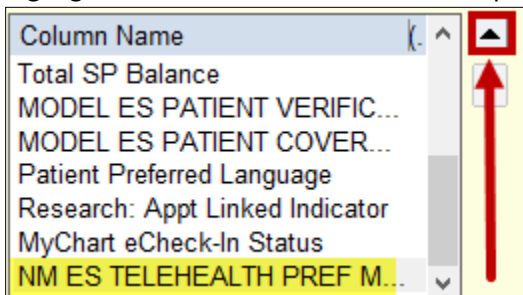 Column Name (.
Total SP Balance
MODEL ES PATIENT VERIFIC...
MODEL ES PATIENT COVER...
Patient Preferred Language
Research: Appt Linked Indicator
MyChart eCheck-In Status
NM ES TELEHEALTH PREF M...